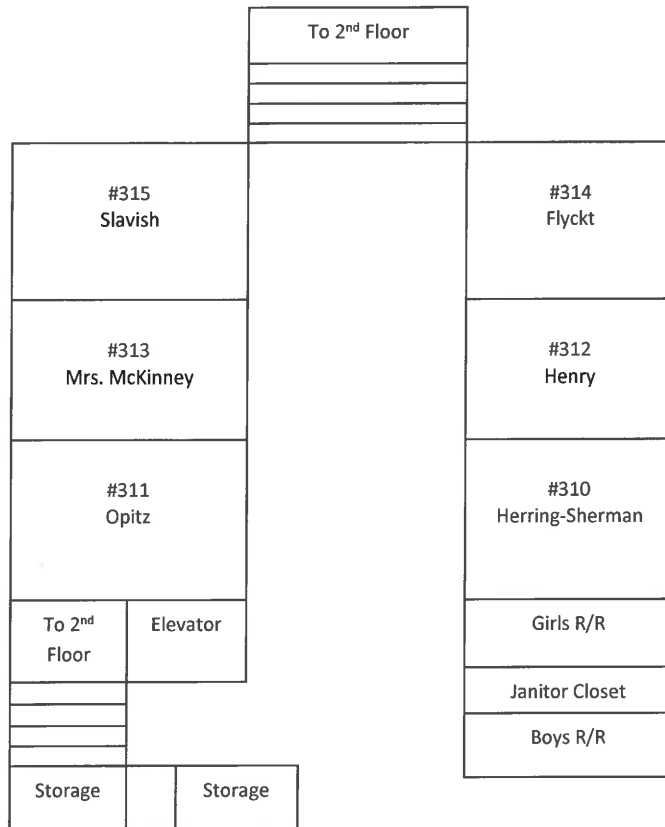 To 2nd Floor
#315
Slavish
#314
Flyckt
#313
Mrs. McKinney
#312
Henry
#311
Opitz
#310
Herring-Sherman
To 2nd
Floor
Elevator
Girls R/R
Janitor Closet
Boys R/R
Storage
Storage